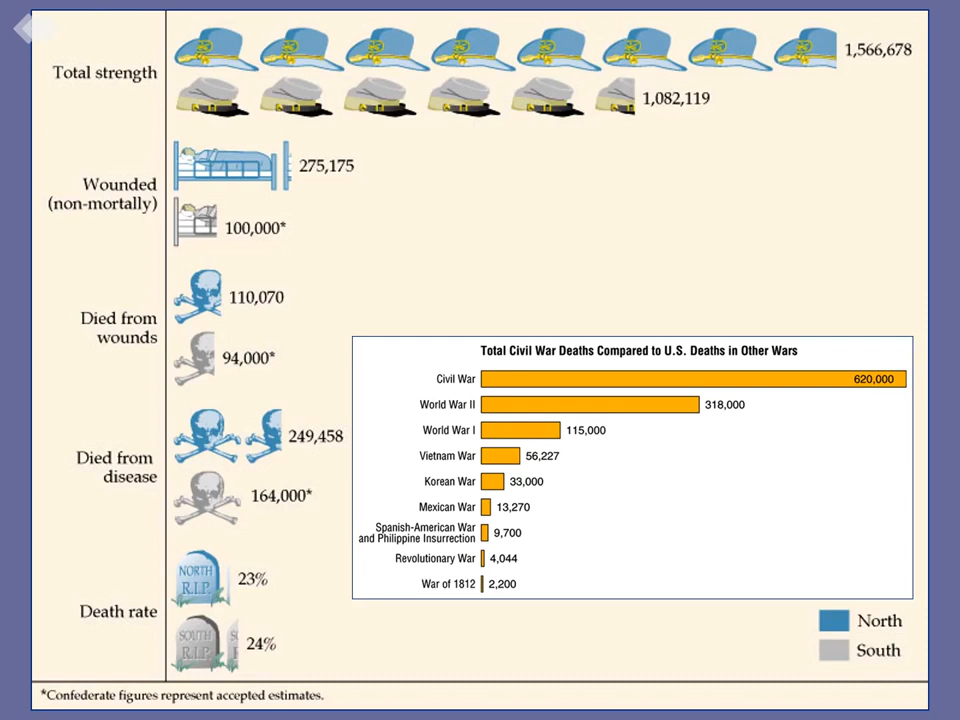 Total strength
1,566,678
1,082,119
Wounded
(non-mortally)
275,175
100,000*
Died from
wounds
110,070
94,000*
Died from
disease
249,458
164,000*
Death rate
NORTH
R.I.P.
23%
SOUTH
R.I.P.
24%
Total Civil War Deaths Compared to U.S. Deaths in Other Wars
Civil War 620,000
World War II 318,000
World War I 115,000
Vietnam War 56,227
Korean War 33,000
Mexican War 13,270
Spanish-American War
and Philippine Insurrection 9,700
Revolutionary War 4,044
War of 1812 2,200
North
South
*Confederate figures represent accepted estimates.